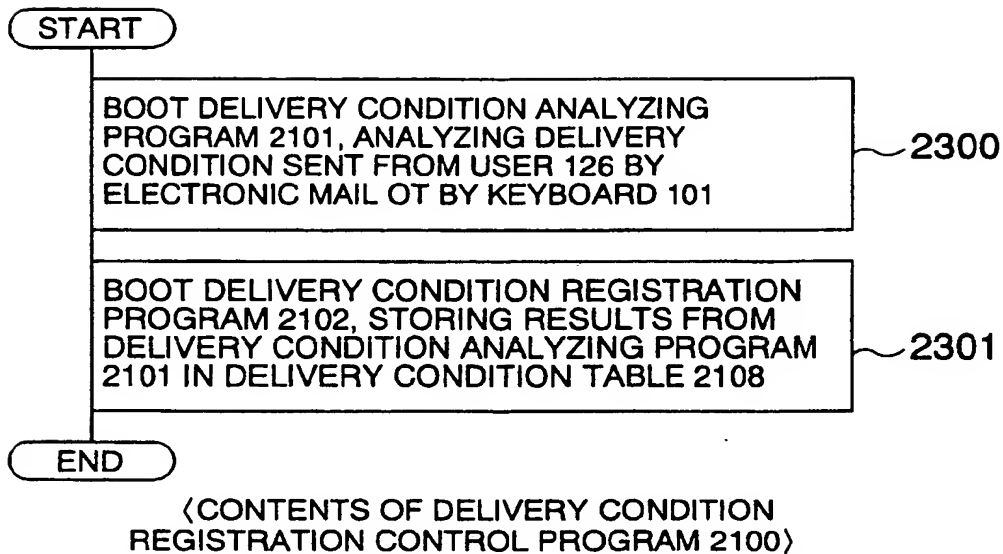 START
BOOT DELIVERY CONDITION ANALYZING
PROGRAM 2101, ANALYZING DELIVERY
CONDITION SENT FROM USER 126 BY
ELECTRONIC MAIL OT BY KEYBOARD 101
2300
BOOT DELIVERY CONDITION REGISTRATION
PROGRAM 2102, STORING RESULTS FROM
DELIVERY CONDITION ANALYZING PROGRAM
2101 IN DELIVERY CONDITION TABLE 2108
2301
END
〈CONTENTS OF DELIVERY CONDITION
REGISTRATION CONTROL PROGRAM 2100〉